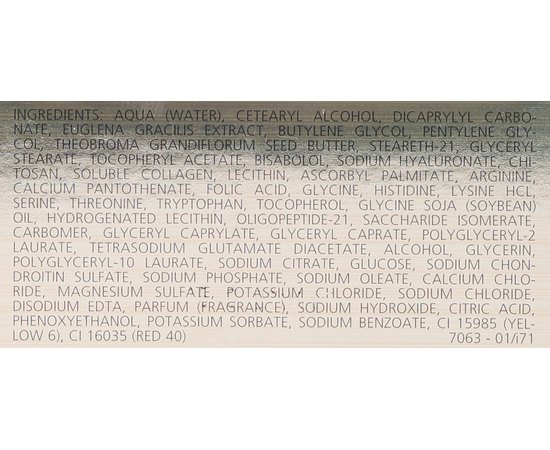 INGREDIENTS: AQUA (WATER), CETEARYL ALCOHOL, DICAPRYLYL CARBO-
NATE, EUGLENA GRACILIS EXTRACT, BUTYLENE GLYCOL, PENTYLENE GLY-
COL, THEOBROMA GRANDIFLORUM SEED BUTTER, STEARETH-21, GLYCERYL
STEARATE, TOCOPHERYL ACETATE, BISABOLOL, SODIUM HYALURONATE, CHI-
TOSAN, SOLUBLE COLLAGEN, LECITHIN, ASCORBYL PALMITATE, ARGININE,
CALCIUM PANTOTHENATE, FOLIC ACID, GLYCINE, HISTIDINE, LYSINE HCL,
SERINE, THREONINE, TRYPTOPHAN, TOCOPHEROL, GLYCINE SOJA (SOYBEAN)
OIL, HYDROGENATED LECITHIN, OLIGOPEPTIDE-21, SACCHARIDE ISOMERATE,
CARBOMER, GLYCERYL CAPRYLATE, GLYCERYL CAPRATE, POLYGLYCERYL-2
LAURATE, TETRASODIUM GLUTAMATE DIACETATE, ALCOHOL, GLYCERIN,
POLYGLYCERYL-10 LAURATE, SODIUM CITRATE, GLUCOSE, SODIUM CHON-
DROITIN SULFATE, SODIUM PHOSPHATE, SODIUM OLEATE, CALCIUM CHLO-
RIDE, MAGNESIUM SULFATE, POTASSIUM CHLORIDE, SODIUM CHLORIDE,
DISODIUM EDTA, PARFUM (FRAGRANCE), SODIUM HYDROXIDE, CITRIC ACID,
PHENOXYETHANOL, POTASSIUM SORBATE, SODIUM BENZOATE, CI 15985 (YEL-
LOW 6), CI 16035 (RED 40) 7063 - 01/i71